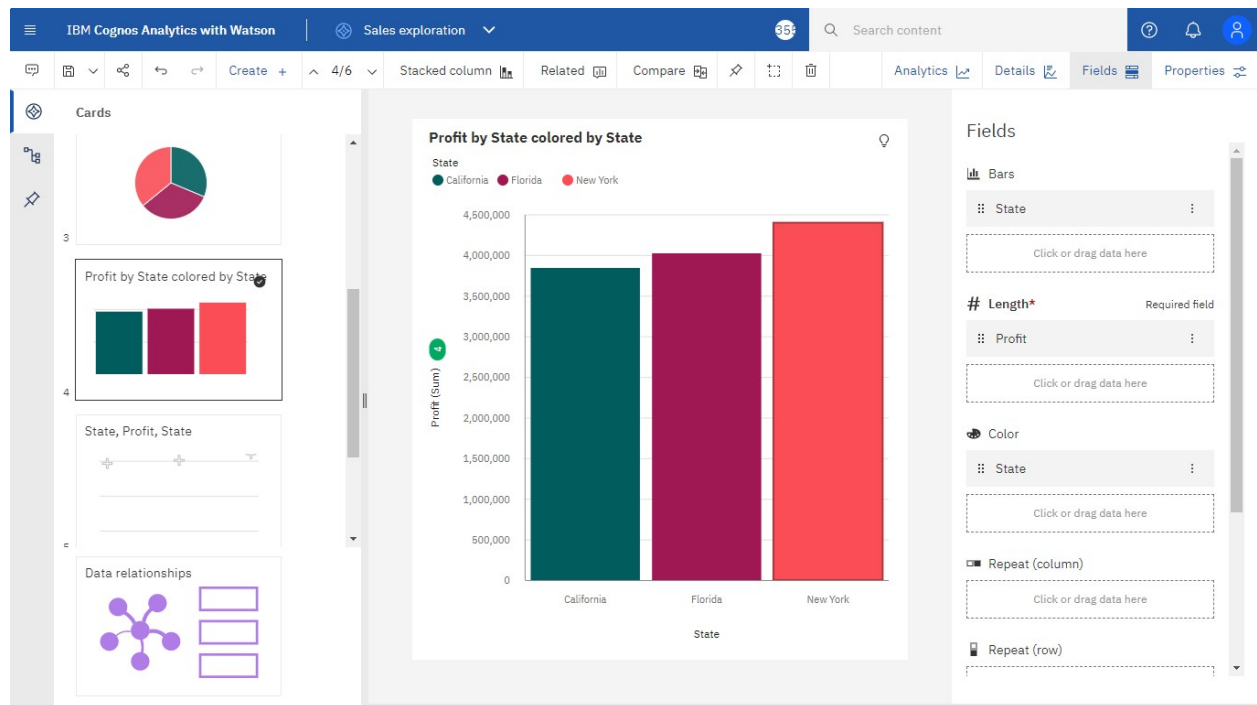 IBM Cognos Analytics with Watson
Sales exploration
Search content
Create +
4/6
Stacked column
Related
Compare
Analytics
Details
Fields
Properties
Cards
3
Profit by State colored by State
4
State, Profit, State
Data relationships
Profit by State colored by State
State
California
Florida
New York
4,500,000
4,000,000
3,500,000
3,000,000
2,500,000
2,000,000
1,500,000
1,000,000
500,000
0
Profit (Sum)
4
California
Florida
New York
State
Fields
Bars
State
Click or drag data here
# Length*
Required field
Profit
Click or drag data here
Color
State
Click or drag data here
Repeat (column)
Click or drag data here
Repeat (row)